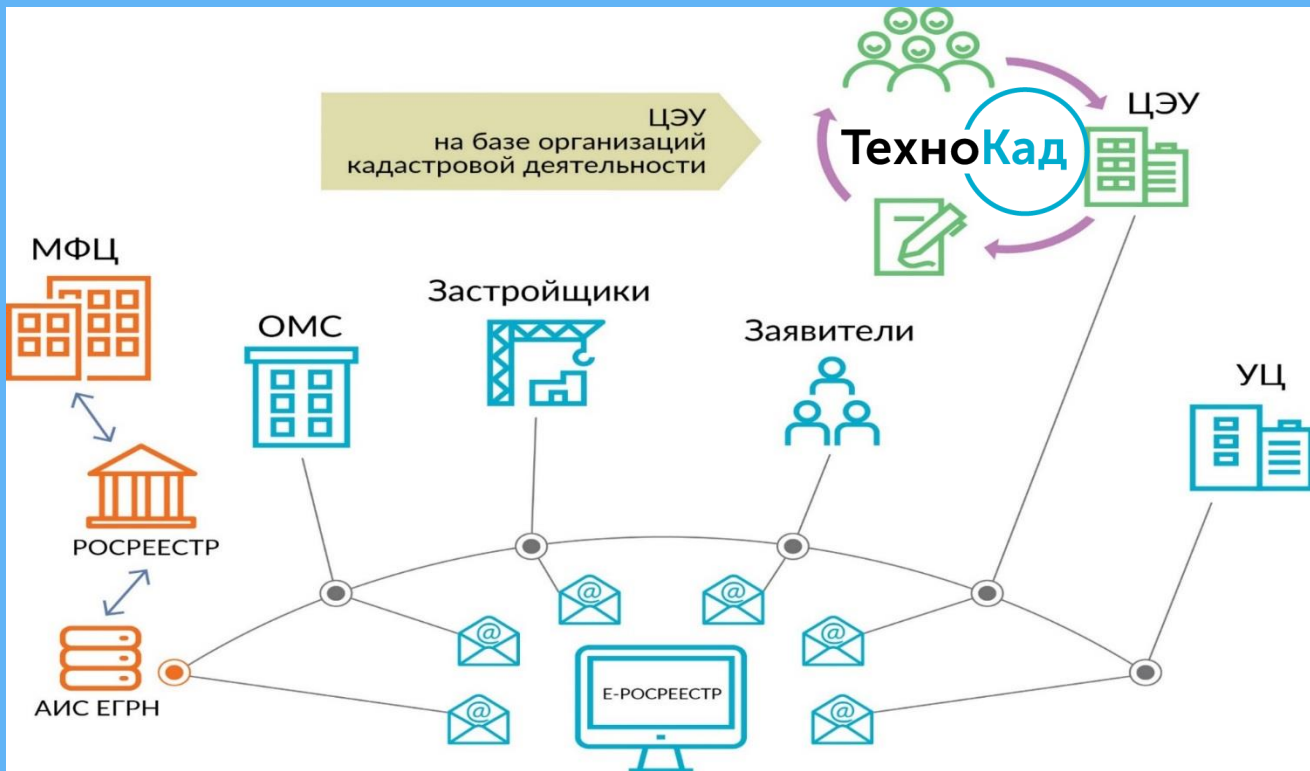 ЦЭУ
на базе организаций
кадастровой деятельности
ТехноКад
ЦЭУ
МФЦ
ОМС
Застройщики
Заявители
УЦ
РОСРЕЕСТР
АИС ЕГРН
Е-РОСРЕЕСТР
@
@
@
@
@
@